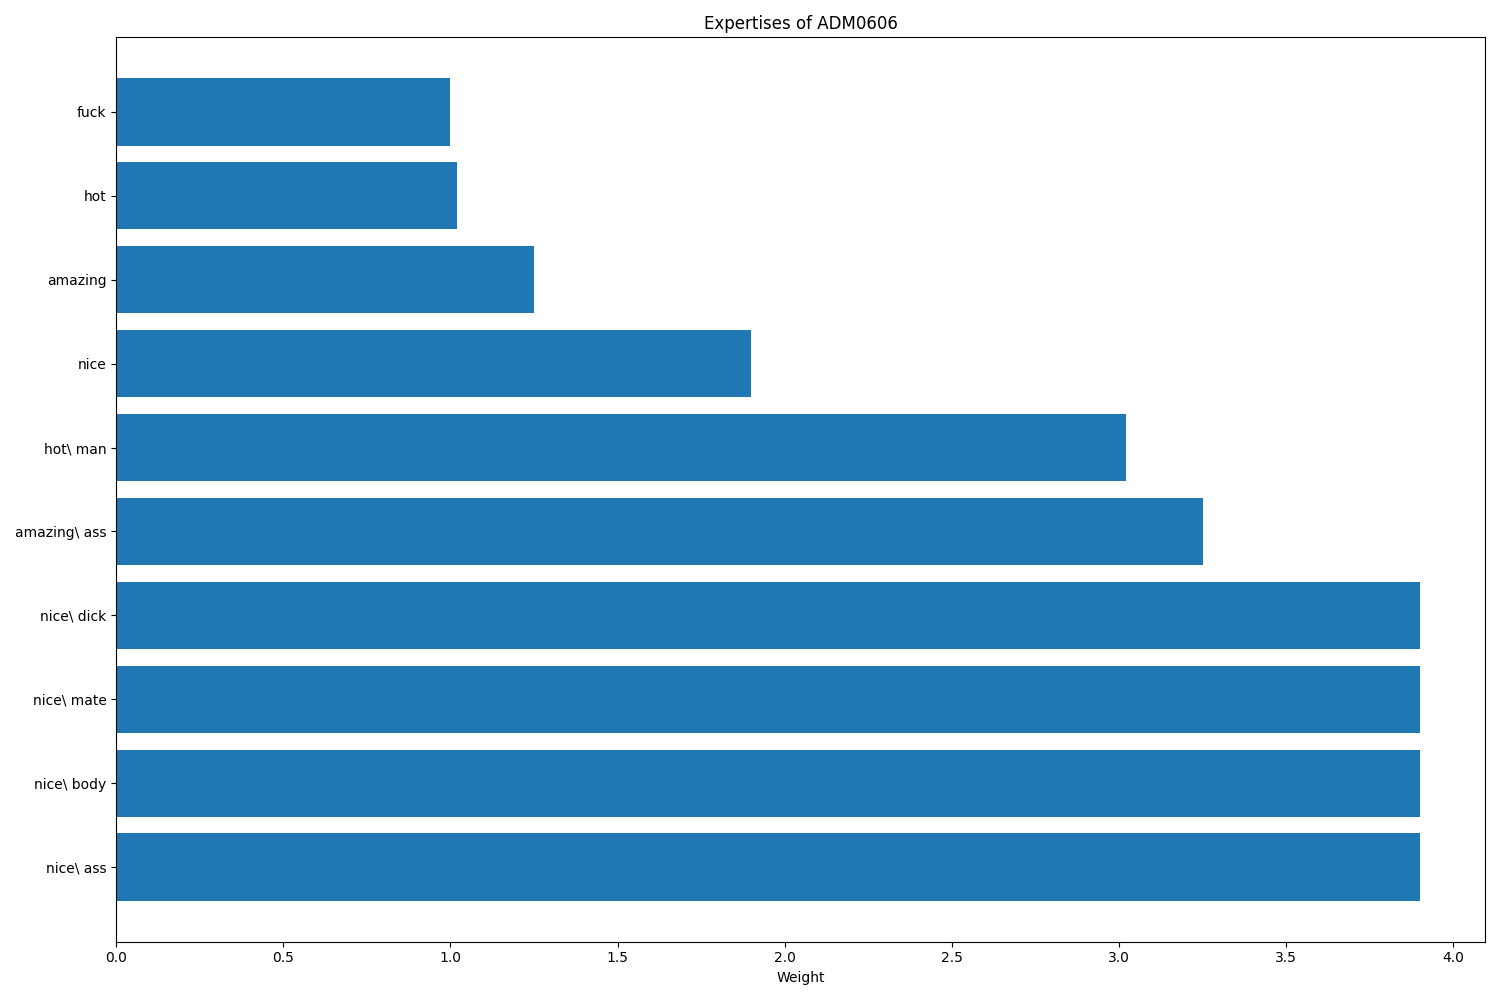 Expertises of ADM0606
fuck
hot
amazing
nice
hot\ man
amazing\ ass
nice\ dick
nice\ mate
nice\ body
nice\ ass
0.0 0.5 1.0 1.5 2.0 2.5 3.0 3.5 4.0
Weight